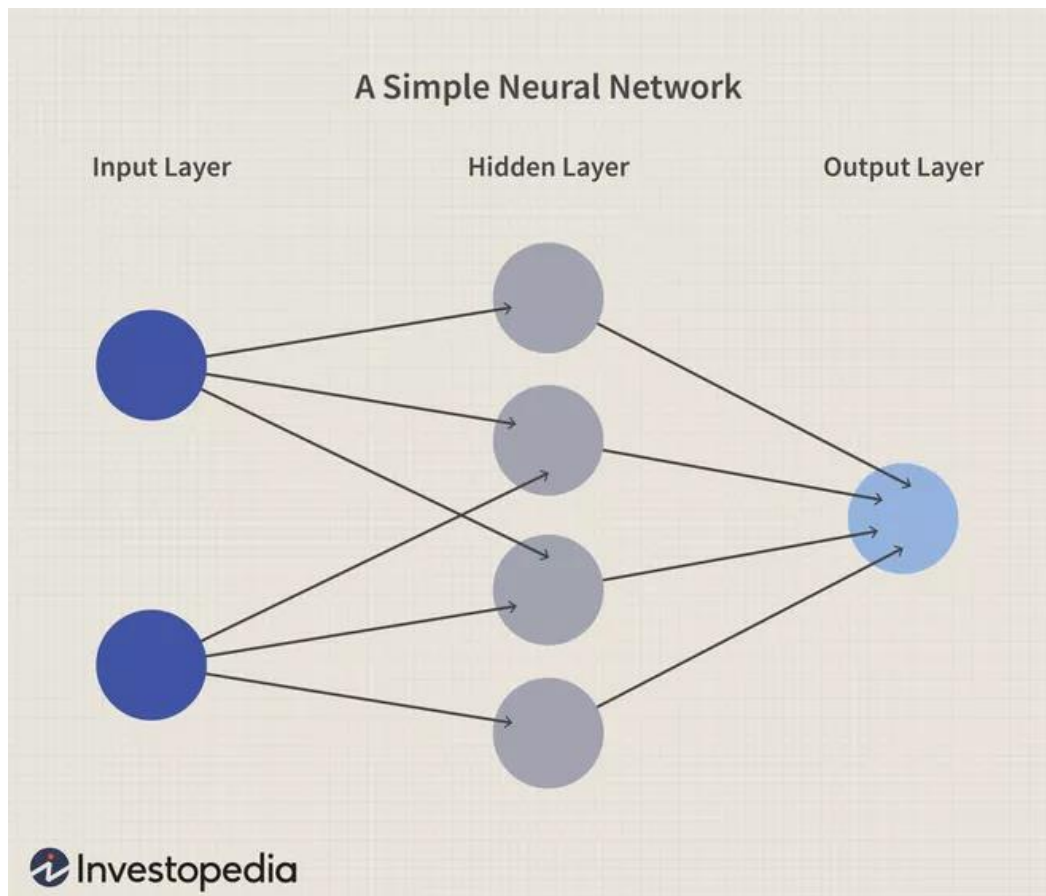 A Simple Neural Network
Input Layer
Hidden Layer
Output Layer
Investopedia